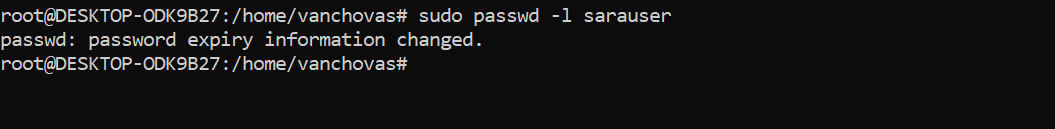 root@DESKTOP-ODK9B27:/home/vanchovas# sudo passwd -l sarauser
passwd: password expiry information changed.
root@DESKTOP-ODK9B27:/home/vanchovas#